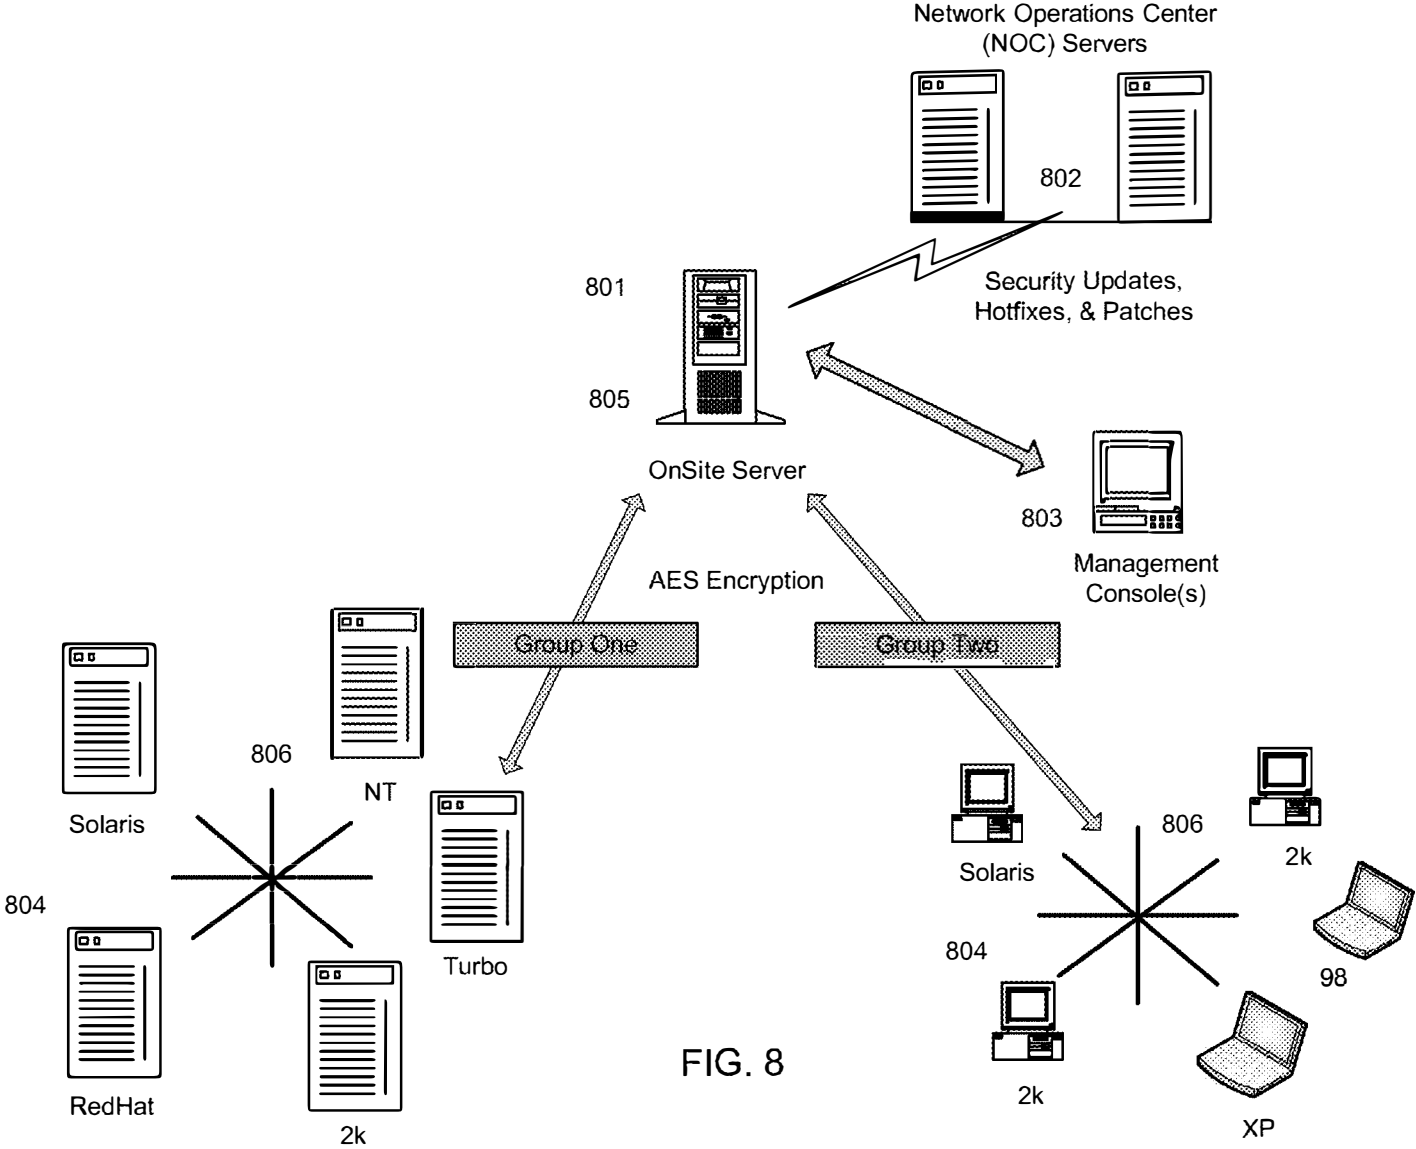 Network Operations Center
(NOC) Servers
802
801
Security Updates,
Hotfixes, & Patches
805
OnSite Server
803
Management
Console(s)
AES Encryption
Group One
Group Two
806
NT
Solaris
804
Turbo
RedHat
2k
806
2k
Solaris
804
98
2k
XP
FIG. 8